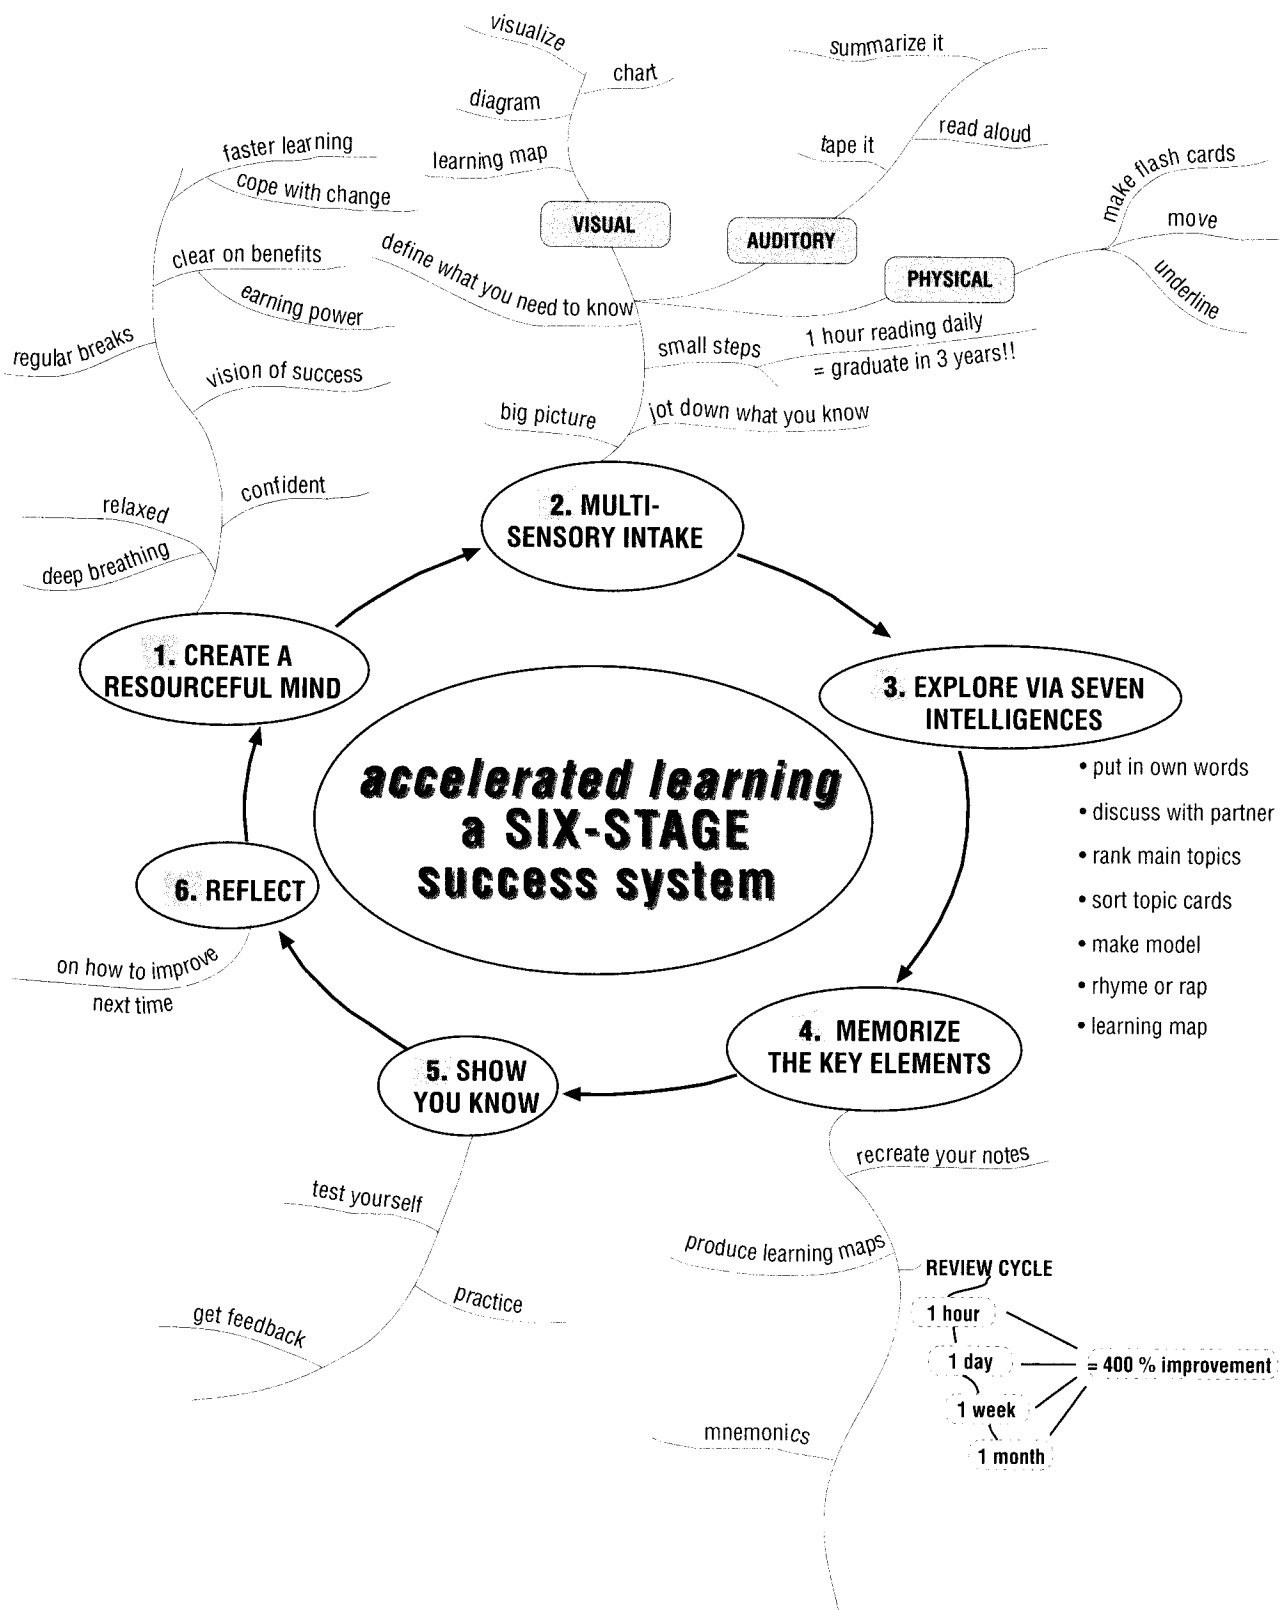 visualize
chart
diagram
learning map
VISUAL
summarize it
read aloud
tape it
AUDITORY
make flash cards
move
underline
PHYSICAL
define what you need to know
small steps
1 hour reading daily
= graduate in 3 years!!
big picture
jot down what you know
2. MULTI-
SENSORY INTAKE
faster learning
cope with change
clear on benefits
earning power
regular breaks
vision of success
confident
relaxed
deep breathing
1. CREATE A
RESOURCEFUL MIND
accelerated learning
a SIX-STAGE
success system
3. EXPLORE VIA SEVEN
INTELLIGENCES
• put in own words
• discuss with partner
• rank main topics
• sort topic cards
• make model
• rhyme or rap
• learning map
4. MEMORIZE
THE KEY ELEMENTS
recreate your notes
produce learning maps
REVIEW CYCLE
1 hour
1 day
1 week
1 month
= 400 % improvement
mnemonics
5. SHOW
YOU KNOW
test yourself
practice
get feedback
6. REFLECT
on how to improve
next time